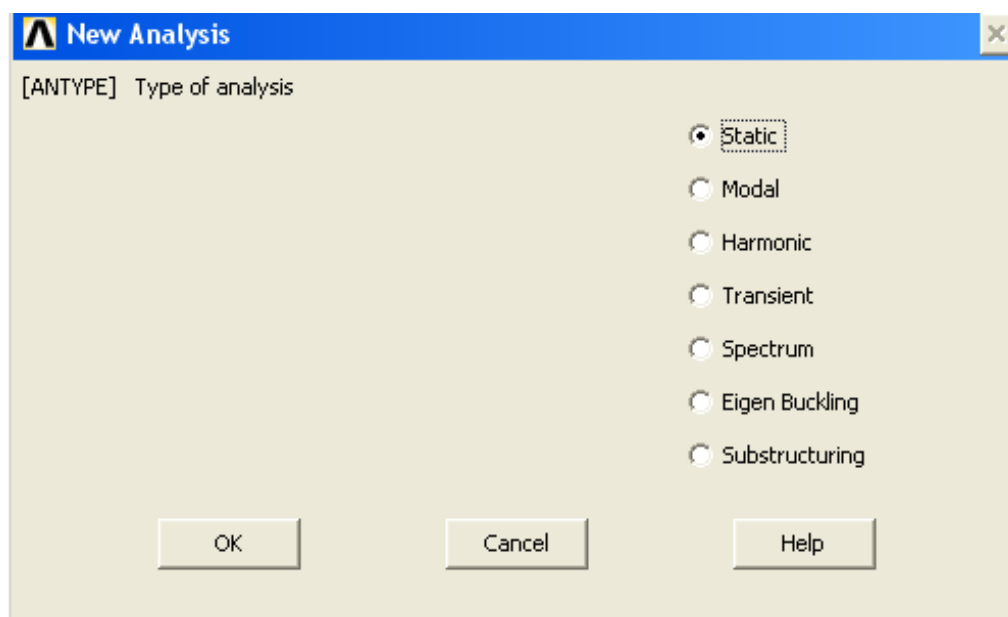 New Analysis
[ANTYPE] Type of analysis
Static
Modal
Harmonic
Transient
Spectrum
Eigen Buckling
Substructuring
OK Cancel Help